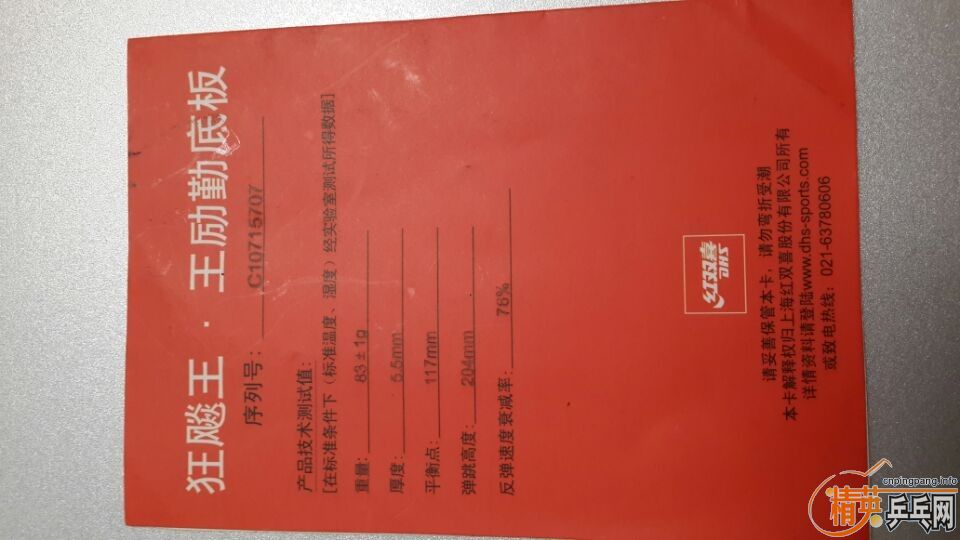 狂飚王·王励勤底板
序列号: C10715707
产品技术测试值:
[在标准条件下(标准温度、湿度)经实验室测试所得数据]
重量: 83±1g
厚度: 5.5mm
平衡点: 117mm
弹跳高度: 204mm
反弹速度衰减率: 76%
红双喜
DHS
请妥善保管本卡,请勿弯折受潮
本卡解释权归上海红双喜股份有限公司所有
详情资料请登陆www.dhs-sports.com
或致电热线: 021-63780606
cnpingpang.info
精英乒乓网